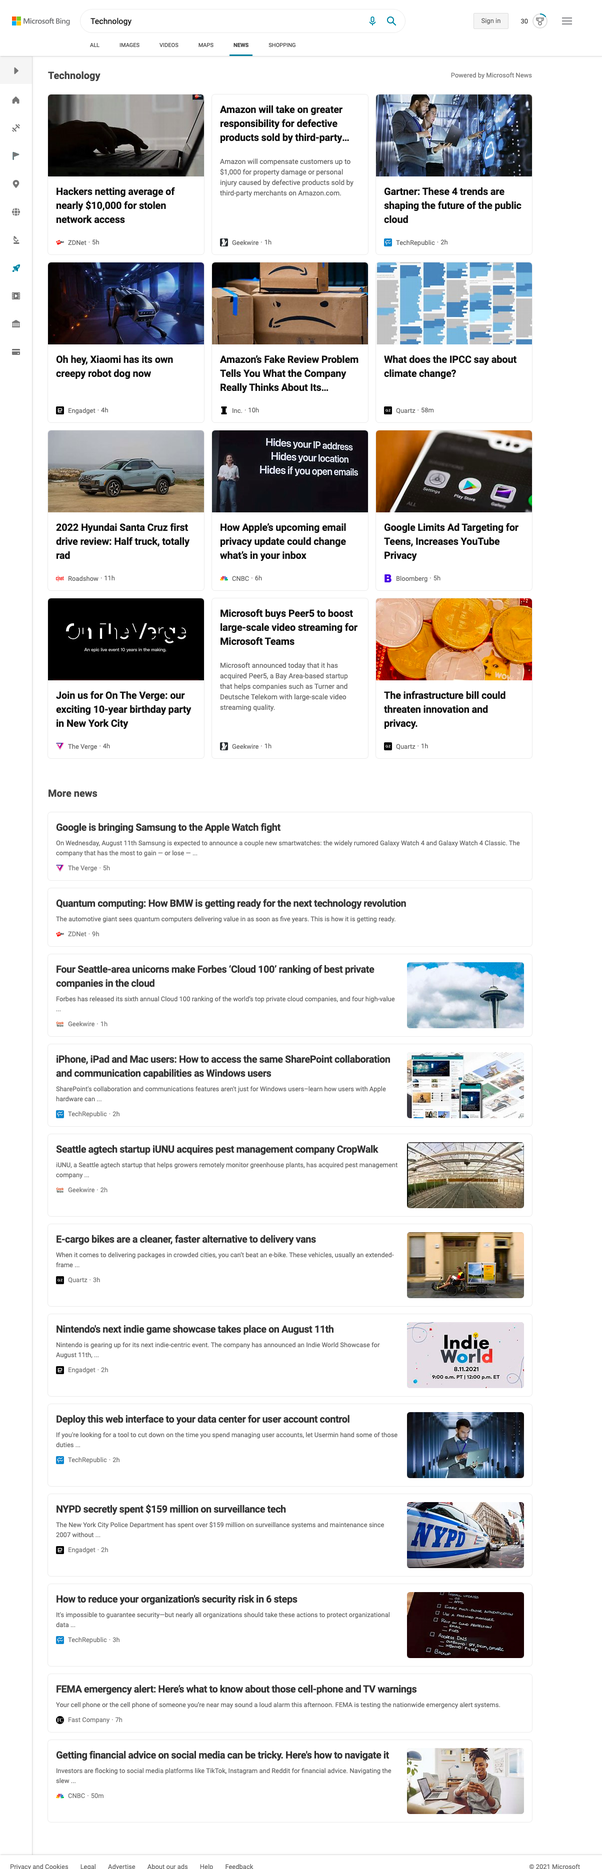 Microsoft Bing
Technology
Sign in
30
ALL IMAGES VIDEOS MAPS NEWS SHOPPING
Technology
Powered by Microsoft News
Hackers netting average of
nearly $10,000 for stolen
network access
ZDNet · 5h
Amazon will take on greater
responsibility for defective
products sold by third-party...
Amazon will compensate customers up to
$1,000 for property damage or personal
injury caused by defective products sold by
third-party merchants on Amazon.com.
Geekwire · 1h
Gartner: These 4 trends are
shaping the future of the public
cloud
TechRepublic · 2h
Oh hey, Xiaomi has its own
creepy robot dog now
Engadget · 4h
Amazon's Fake Review Problem
Tells You What the Company
Really Thinks About Its...
Inc. · 10h
What does the IPCC say about
climate change?
Quartz · 58m
2022 Hyundai Santa Cruz first
drive review: Half truck, totally
rad
Roadshow · 11h
Hides your IP address
Hides your location
Hides if you open emails
How Apple's upcoming email
privacy update could change
what's in your inbox
CNBC · 6h
Settings
Play Store
Gallery
Google Limits Ad Targeting for
Teens, Increases YouTube
Privacy
Bloomberg · 5h
On The Verge
An epic live event 10 years in the making.
Join us for On The Verge: our
exciting 10-year birthday party
in New York City
The Verge · 4h
Microsoft buys Peer5 to boost
large-scale video streaming for
Microsoft Teams
Microsoft announced today that it has
acquired Peer5, a Bay Area-based startup
that helps companies such as Turner and
Deutsche Telekom with large-scale video
streaming quality.
Geekwire · 1h
The infrastructure bill could
threaten innovation and
privacy.
Quartz · 1h
More news
Google is bringing Samsung to the Apple Watch fight
On Wednesday, August 11th Samsung is expected to announce a couple new smartwatches: the widely rumored Galaxy Watch 4 and Galaxy Watch 4 Classic. The
company that has the most to gain — or lose — ...
The Verge · 5h
Quantum computing: How BMW is getting ready for the next technology revolution
The automotive giant sees quantum computers delivering value in as soon as five years. This is how it is getting ready.
ZDNet · 9h
Four Seattle-area unicorns make Forbes 'Cloud 100' ranking of best private
companies in the cloud
Forbes has released its sixth annual Cloud 100 ranking of the world's top private cloud companies, and four high-value
...
Geekwire · 1h
iPhone, iPad and Mac users: How to access the same SharePoint collaboration
and communication capabilities as Windows users
SharePoint's collaboration and communications features aren't just for Windows users–learn how users with Apple
hardware can ...
TechRepublic · 2h
Seattle agtech startup iUNU acquires pest management company CropWalk
iUNU, a Seattle agtech startup that helps growers remotely monitor greenhouse plants, has acquired pest management
company ...
Geekwire · 2h
E-cargo bikes are a cleaner, faster alternative to delivery vans
When it comes to delivering packages in crowded cities, you can't beat an e-bike. These vehicles, usually an extended-
frame ...
Quartz · 3h
Nintendo's next indie game showcase takes place on August 11th
Nintendo is gearing up for its next indie-centric event. The company has announced an Indie World Showcase for
August 11th, ...
Engadget · 2h
Indie
World
8.11.2021
9:00 a.m. PT | 12:00 p.m. ET
Deploy this web interface to your data center for user account control
If you're looking for a tool to cut down on the time you spend managing user accounts, let Usermin hand some of those
duties ...
TechRepublic · 2h
NYPD secretly spent $159 million on surveillance tech
The New York City Police Department has spent over $159 million on surveillance systems and maintenance since
2007 without ...
Engadget · 2h
NYPD
How to reduce your organization's security risk in 6 steps
It's impossible to guarantee security—but nearly all organizations should take these actions to protect organizational
data ...
TechRepublic · 3h
FEMA emergency alert: Here's what to know about those cell-phone and TV warnings
Your cell phone or the cell phone of someone you're near may sound a loud alarm this afternoon. FEMA is testing the nationwide emergency alert systems.
Fast Company · 7h
Getting financial advice on social media can be tricky. Here's how to navigate it
Investors are flocking to social media platforms like TikTok, Instagram and Reddit for financial advice. Navigating the
slew ...
CNBC · 50m
Privacy and Cookies Legal Advertise About our ads Help Feedback
© 2021 Microsoft